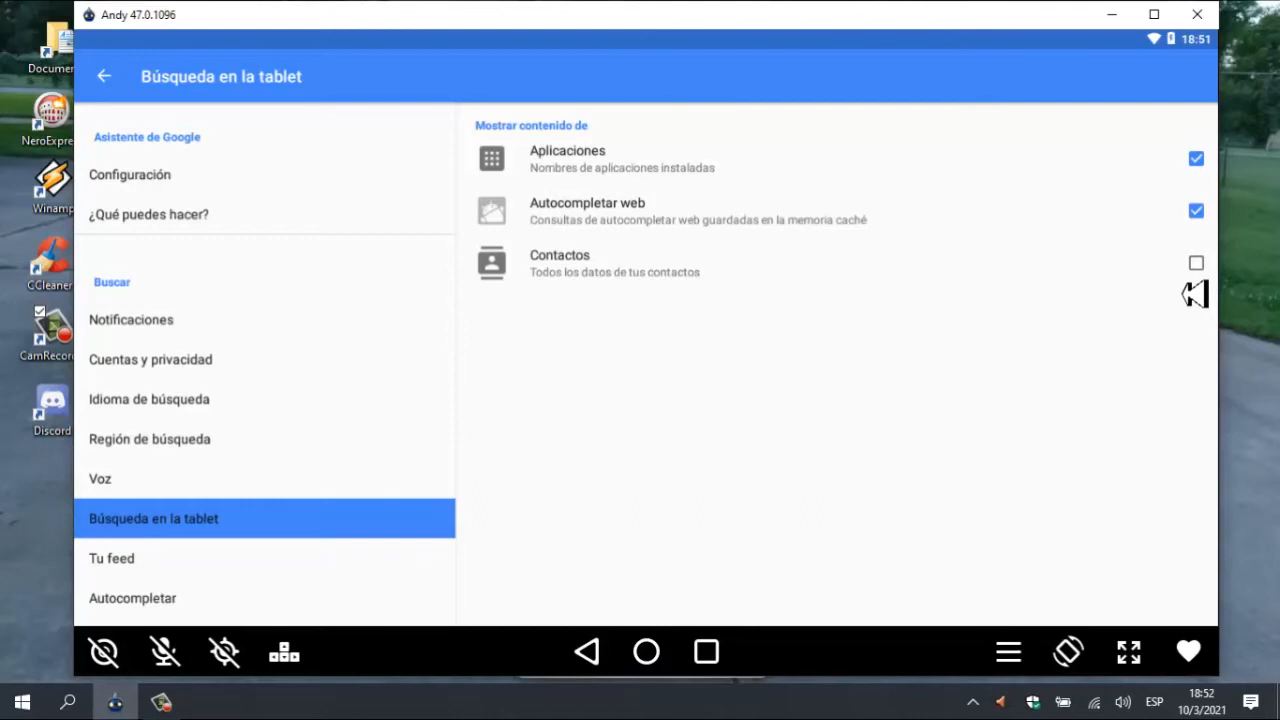 Andy 47.0.1096
18:51
Búsqueda en la tablet
Asistente de Google
Configuración
¿Qué puedes hacer?
Buscar
Notificaciones
Cuentas y privacidad
Idioma de búsqueda
Región de búsqueda
Voz
Búsqueda en la tablet
Tu feed
Autocompletar
Mostrar contenido de
Aplicaciones
Nombres de aplicaciones instaladas
Autocompletar web
Consultas de autocompletar web guardadas en la memoria caché
Contactos
Todos los datos de tus contactos
Documen
NeroExpre
Winamp
CCleaner
CamRecord
Discord
ESP
18:52
10/3/2021